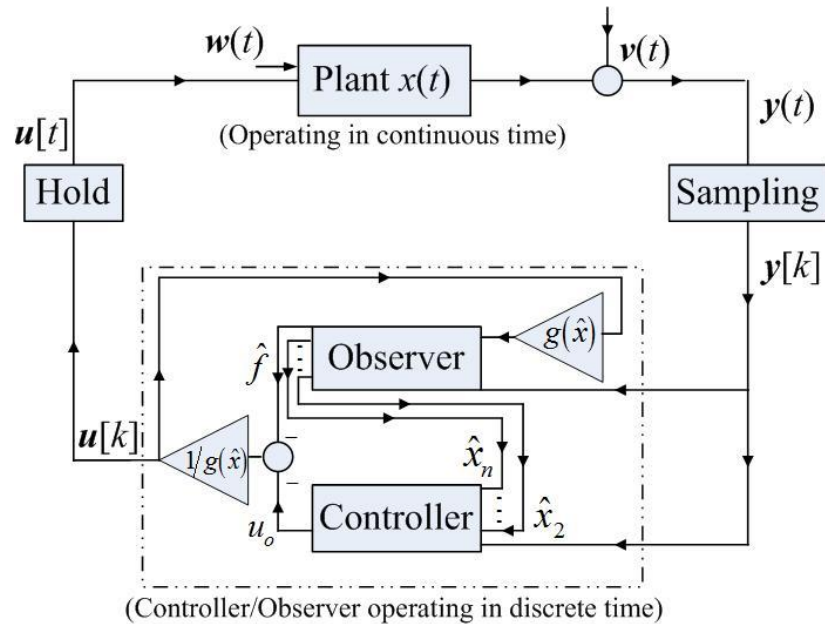 w(t)
v(t)
Plant x(t)
(Operating in continuous time)
y(t)
u[t]
Hold
Sampling
y[k]
g(x̂)
Observer
f̂
u[k]
1/g(x̂)
−
−
x̂ₙ
Controller
x̂₂
uₒ
(Controller/Observer operating in discrete time)